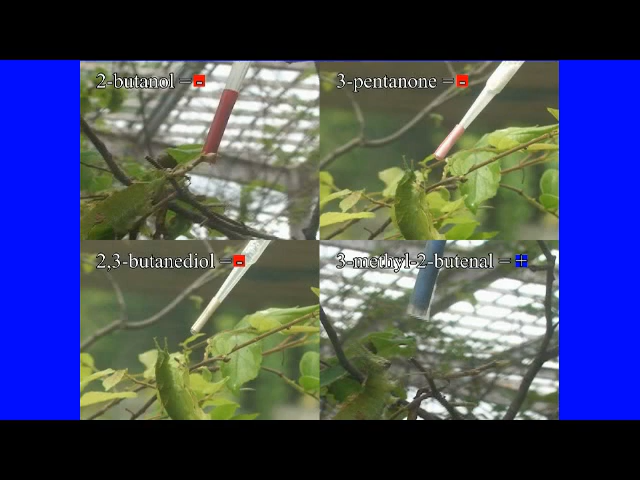 2-butanol = -
3-pentanone = -
2,3-butanediol = -
3-methyl-2-butenal = +